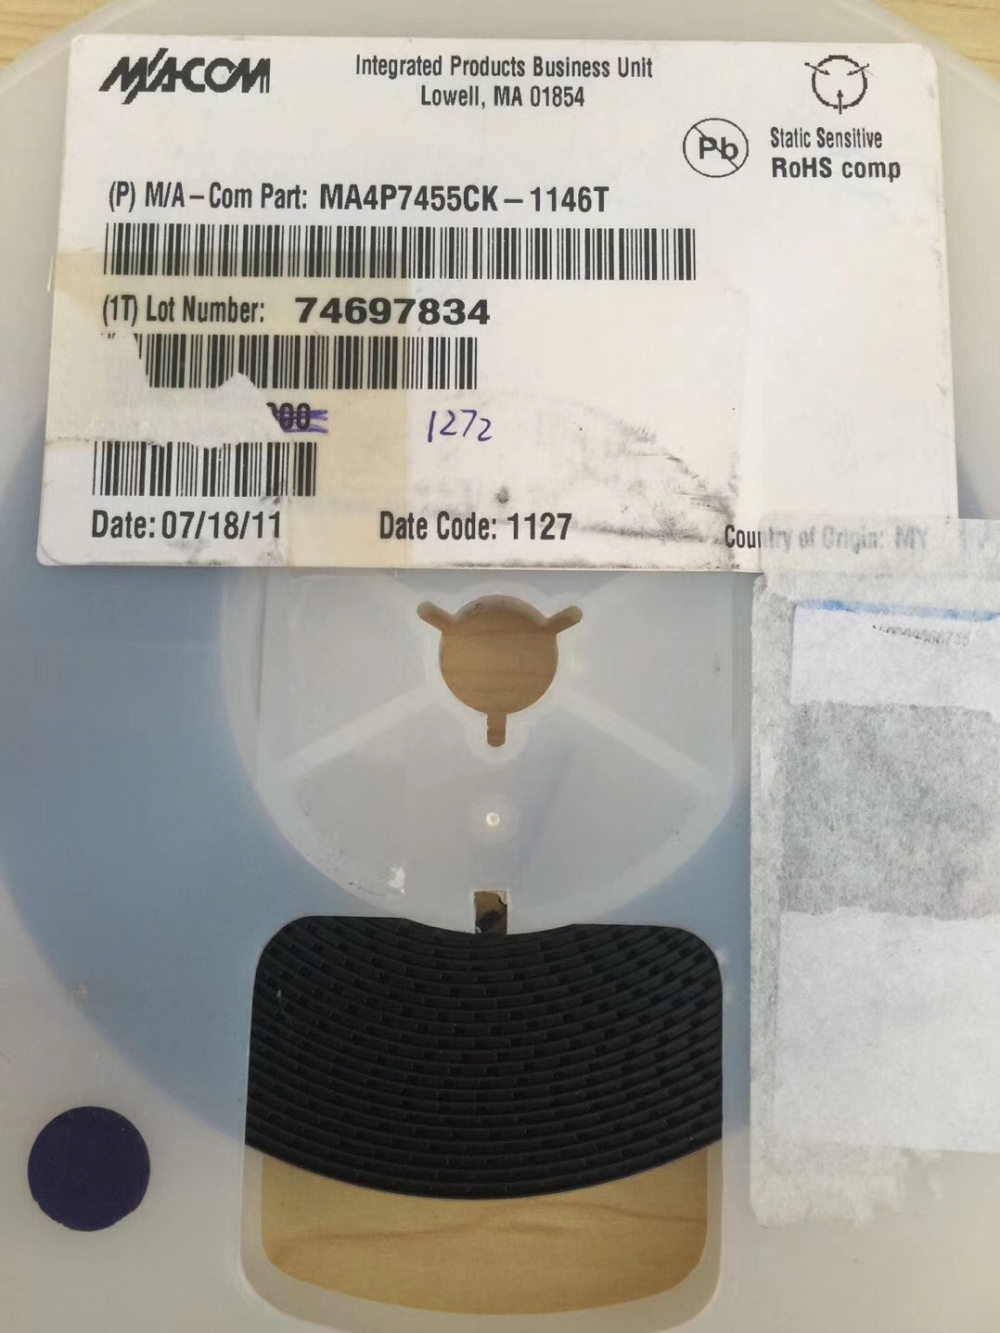 M/A-COM
Integrated Products Business Unit
Lowell, MA 01854
Pb
Static Sensitive
RoHS comp
(P) M/A-Com Part: MA4P7455CK-1146T
(1T) Lot Number: 74697834
1272
Date: 07/18/11
Date Code: 1127
Country of Origin: MY